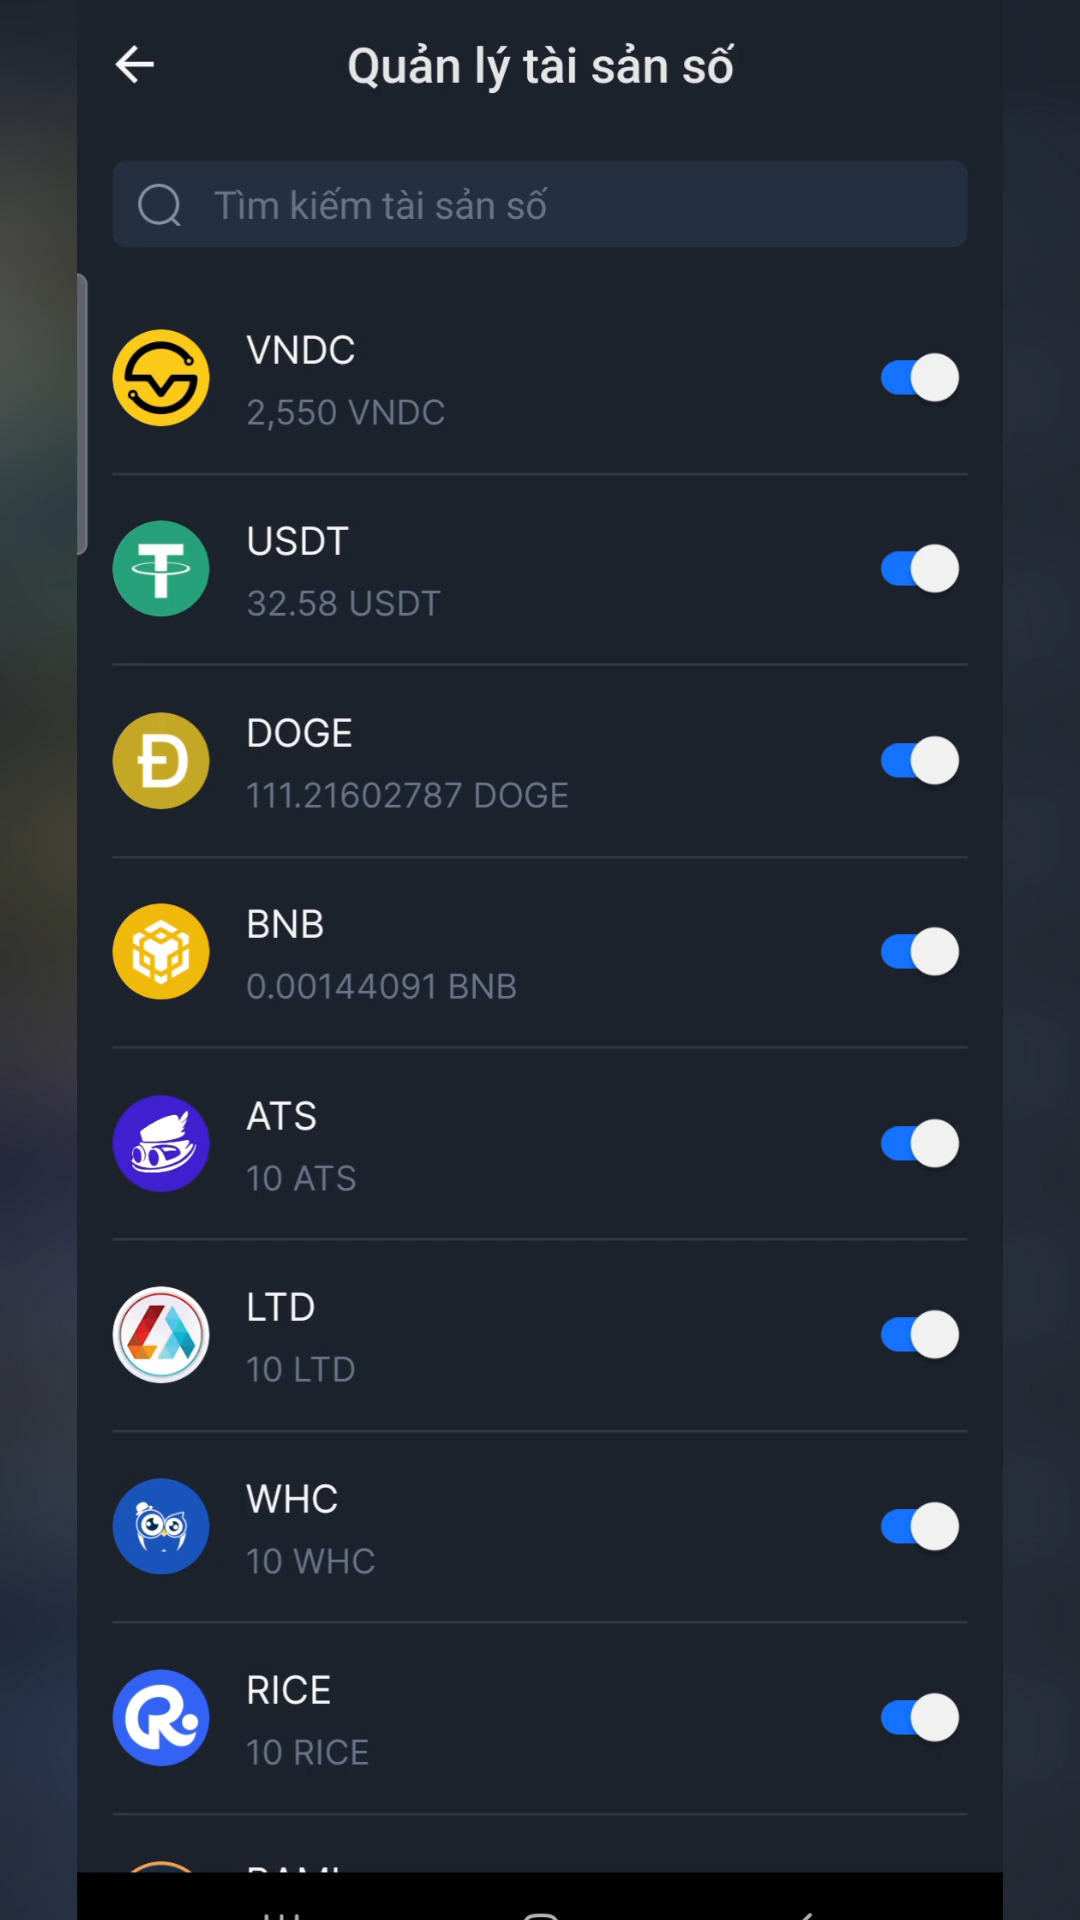 Quản lý tài sản số
Tìm kiếm tài sản số
VNDC
2,550 VNDC
USDT
32.58 USDT
DOGE
111.21602787 DOGE
BNB
0.00144091 BNB
ATS
10 ATS
LTD
10 LTD
WHC
10 WHC
RICE
10 RICE